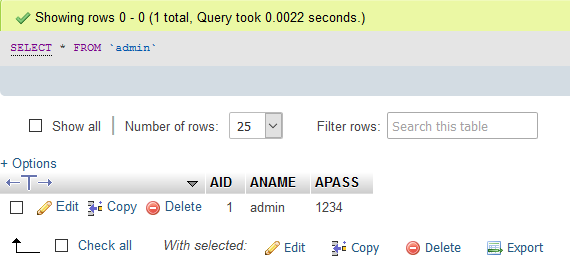 Showing rows 0 - 0 (1 total, Query took 0.0022 seconds.)
SELECT * FROM `admin`
Show all Number of rows: 25 Filter rows: Search this table
+ Options
←T→ AID ANAME APASS
Edit Copy Delete 1 admin 1234
Check all With selected: Edit Copy Delete Export